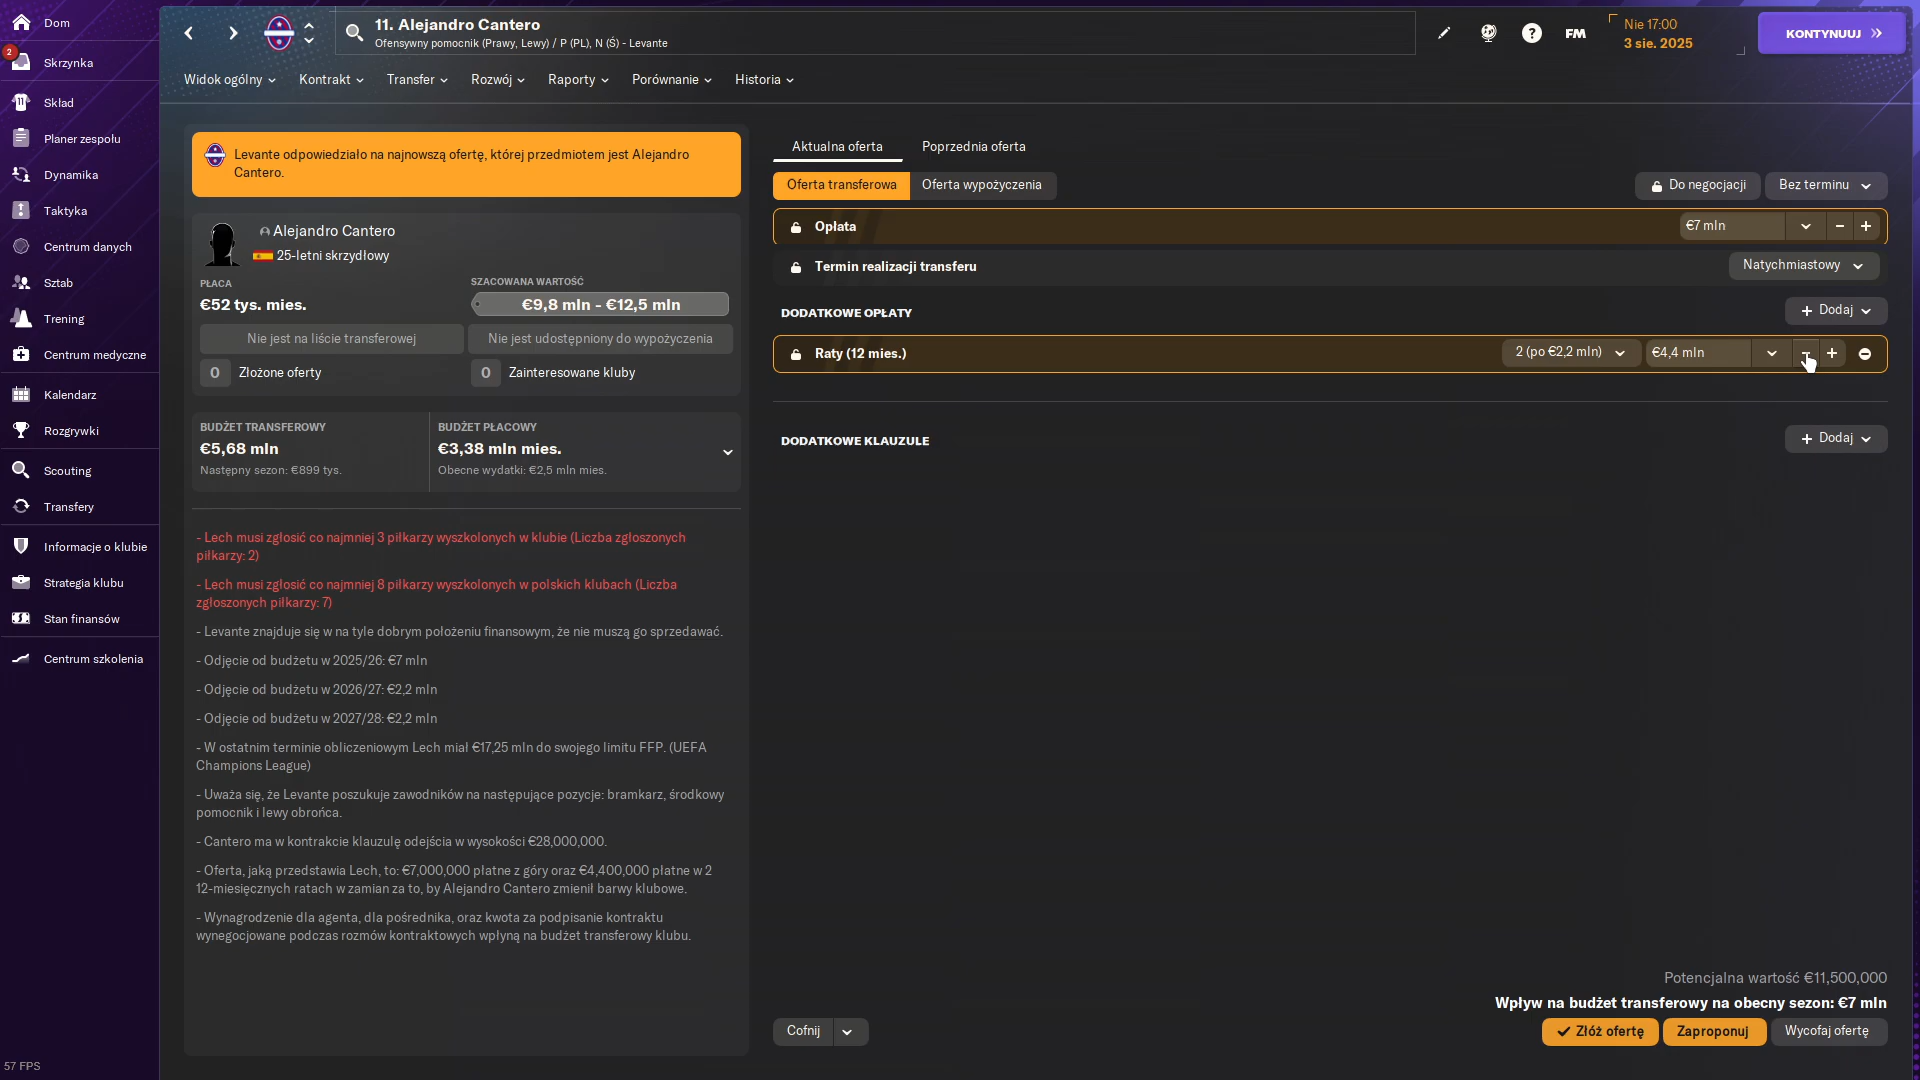 Dom
2
Skrzynka
Skład
Planer zespołu
Dynamika
Taktyka
Centrum danych
Sztab
Trening
Centrum medyczne
Kalendarz
Rozgrywki
Scouting
Transfery
Informacje o klubie
Strategia klubu
Stan finansów
Centrum szkolenia
57 FPS
11. Alejandro Cantero
Ofensywny pomocnik (Prawy, Lewy) / P (PL), N (Ś) - Levante
FM
Nie 17:00
3 sie. 2025
KONTYNUUJ
Widok ogólny
Kontrakt
Transfer
Rozwój
Raporty
Porównanie
Historia
Levante odpowiedziało na najnowszą ofertę, której przedmiotem jest Alejandro
Cantero.
Alejandro Cantero
25-letni skrzydłowy
PŁACA
€52 tys. mies.
SZACOWANA WARTOŚĆ
€9,8 mln - €12,5 mln
Nie jest na liście transferowej
Nie jest udostępniony do wypożyczenia
0 Złożone oferty
0 Zainteresowane kluby
BUDŻET TRANSFEROWY
€5,68 mln
Następny sezon: €899 tys.
BUDŻET PŁACOWY
€3,38 mln mies.
Obecne wydatki: €2,5 mln mies.
- Lech musi zgłosić co najmniej 3 piłkarzy wyszkolonych w klubie (Liczba zgłoszonych
piłkarzy: 2)
- Lech musi zgłosić co najmniej 8 piłkarzy wyszkolonych w polskich klubach (Liczba
zgłoszonych piłkarzy: 7)
- Levante znajduje się w na tyle dobrym położeniu finansowym, że nie muszą go sprzedawać.
- Odjęcie od budżetu w 2025/26: €7 mln
- Odjęcie od budżetu w 2026/27: €2,2 mln
- Odjęcie od budżetu w 2027/28: €2,2 mln
- W ostatnim terminie obliczeniowym Lech miał €17,25 mln do swojego limitu FFP. (UEFA
Champions League)
- Uważa się, że Levante poszukuje zawodników na następujące pozycje: bramkarz, środkowy
pomocnik i lewy obrońca.
- Cantero ma w kontrakcie klauzulę odejścia w wysokości €28,000,000.
- Oferta, jaką przedstawia Lech, to: €7,000,000 płatne z góry oraz €4,400,000 płatne w 2
12-miesięcznych ratach w zamian za to, by Alejandro Cantero zmienił barwy klubowe.
- Wynagrodzenie dla agenta, dla pośrednika, oraz kwota za podpisanie kontraktu
wynegocjowane podczas rozmów kontraktowych wpłyną na budżet transferowy klubu.
Aktualna oferta
Poprzednia oferta
Oferta transferowa
Oferta wypożyczenia
Do negocjacji
Bez terminu
Opłata
€7 mln
Termin realizacji transferu
Natychmiastowy
DODATKOWE OPŁATY
Dodaj
Raty (12 mies.)
2 (po €2,2 mln)
€4,4 mln
DODATKOWE KLAUZULE
Dodaj
Potencjalna wartość €11,500,000
Wpływ na budżet transferowy na obecny sezon: €7 mln
Cofnij
Złóż ofertę
Zaproponuj
Wycofaj ofertę